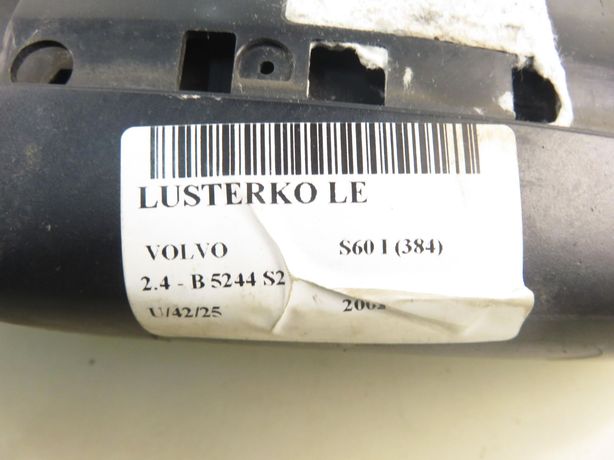 LUSTERKO LE
VOLVO S60 I (384)
2.4 - B 5244 S2
U/42/25